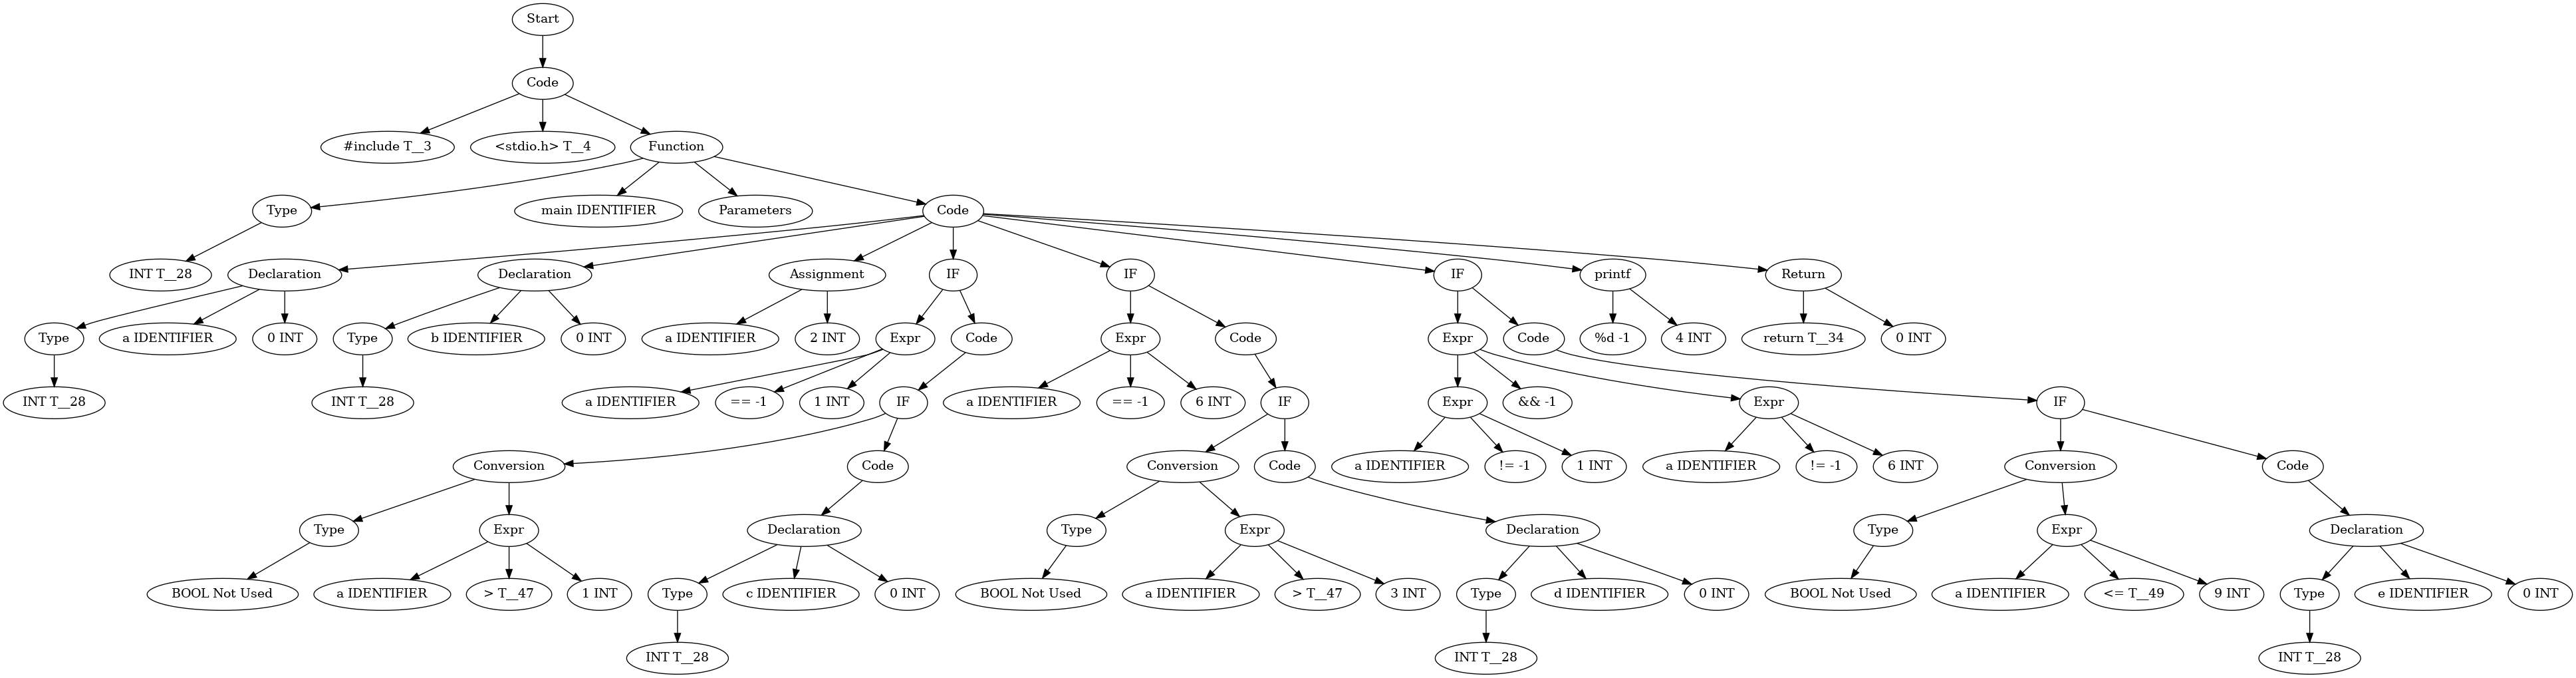 Start
Code
#include T__3
<stdio.h> T__4
Function
Type
main IDENTIFIER
Parameters
Code
INT T__28
Declaration
Declaration
Assignment
IF
IF
IF
printf
Return
Type
a IDENTIFIER
0 INT
Type
b IDENTIFIER
0 INT
a IDENTIFIER
2 INT
Expr
Code
Expr
Code
Expr
Code
%d -1
4 INT
return T__34
0 INT
INT T__28
INT T__28
a IDENTIFIER
== -1
1 INT
IF
a IDENTIFIER
== -1
6 INT
IF
Expr
&& -1
Expr
IF
Conversion
Code
Conversion
Code
a IDENTIFIER
!= -1
1 INT
a IDENTIFIER
!= -1
6 INT
Conversion
Code
Type
Expr
Declaration
Type
Expr
Declaration
Type
Expr
Declaration
BOOL Not Used
a IDENTIFIER
> T__47
1 INT
Type
c IDENTIFIER
0 INT
BOOL Not Used
a IDENTIFIER
> T__47
3 INT
Type
d IDENTIFIER
0 INT
BOOL Not Used
a IDENTIFIER
<= T__49
9 INT
Type
e IDENTIFIER
0 INT
INT T__28
INT T__28
INT T__28